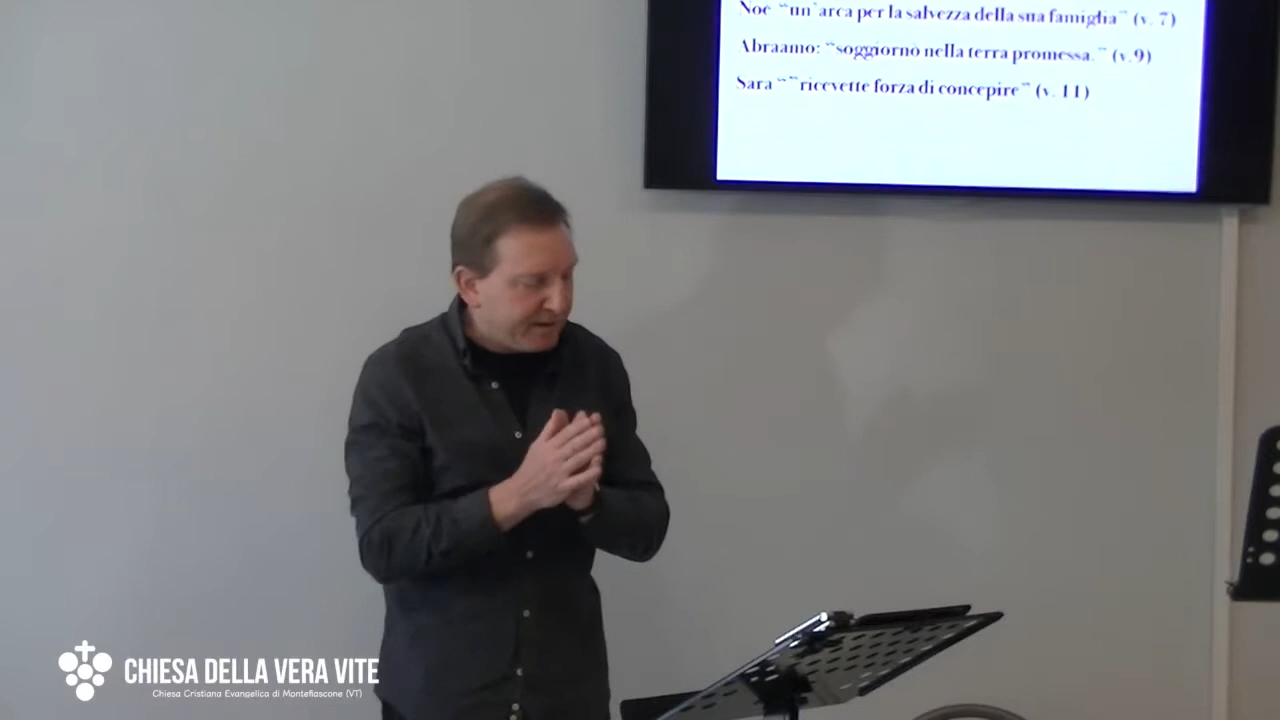 Noè “un’arca per la salvezza della sua famiglia” (v. 7)
Abraamo: “soggiornò nella terra promessa.” (v.9)
Sara “”ricevette forza di concepire” (v. 11)
CHIESA DELLA VERA VITE
Chiesa Cristiana Evangelica di Montefiascone (VT)